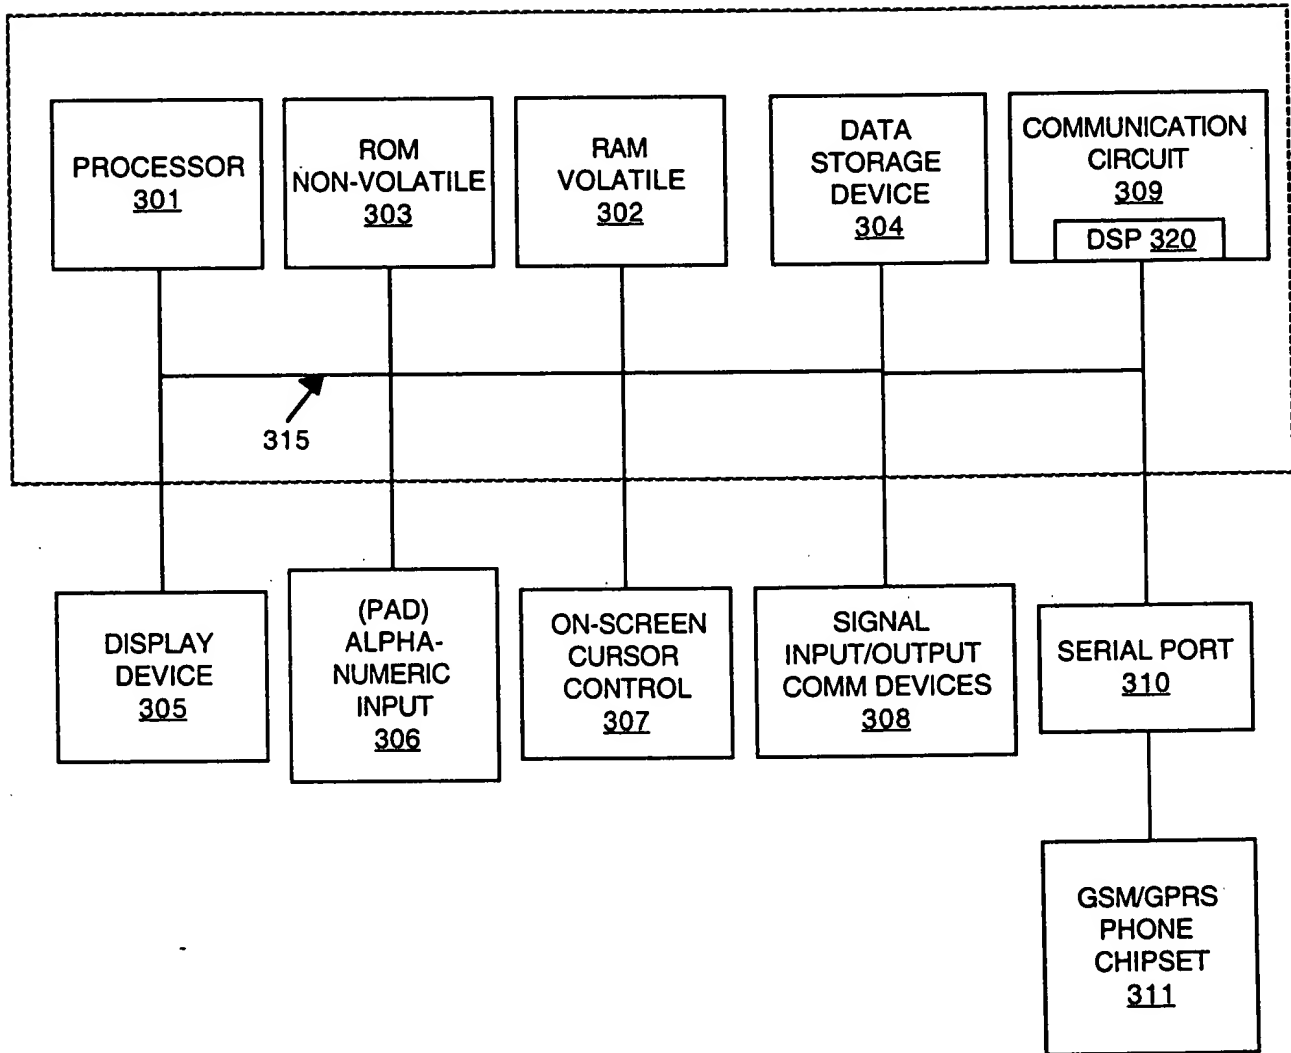 PROCESSOR
301
ROM
NON-VOLATILE
303
RAM
VOLATILE
302
DATA
STORAGE
DEVICE
304
COMMUNICATION
CIRCUIT
309
DSP 320
315
DISPLAY
DEVICE
305
(PAD)
ALPHA-
NUMERIC
INPUT
306
ON-SCREEN
CURSOR
CONTROL
307
SIGNAL
INPUT/OUTPUT
COMM DEVICES
308
SERIAL PORT
310
GSM/GPRS
PHONE
CHIPSET
311